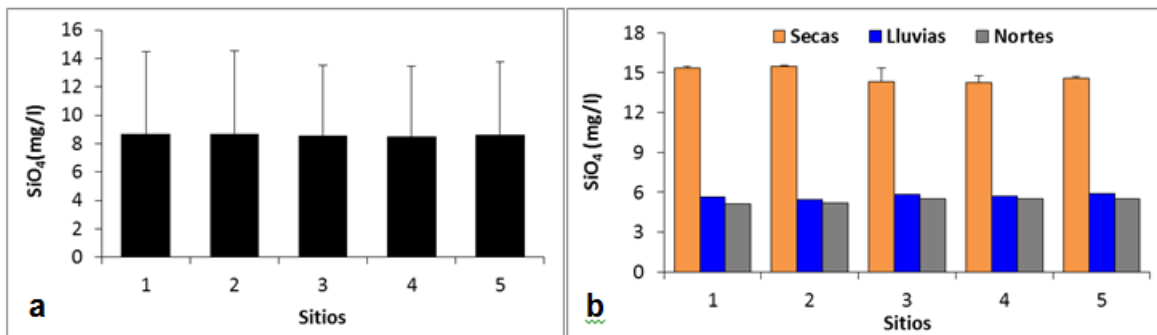 16
14
12
10
8
6
4
2
0
SiO₄(mg/l)
1 2 3 4 5
Sitios
a
18
15
12
9
6
3
0
SiO₄ (mg/l)
Secas Lluvias Nortes
1 2 3 4 5
Sitios
b